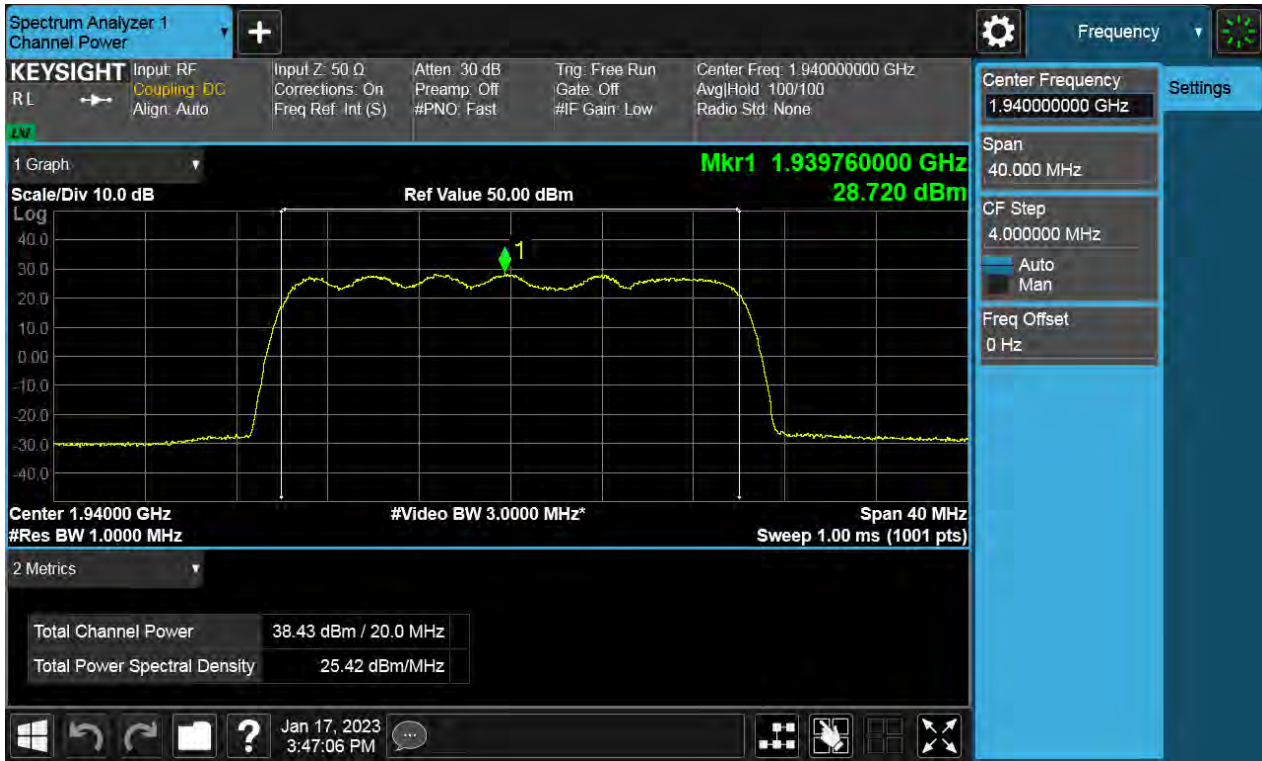 Spectrum Analyzer 1
Channel Power
+
Frequency
KEYSIGHT
RL
LXI
Input: RF
Coupling: DC
Align: Auto
Input Z: 50 Ω
Corrections: On
Freq Ref: Int (S)
Atten: 30 dB
Preamp: Off
#PNO: Fast
Trig: Free Run
Gate: Off
#IF Gain: Low
Center Freq: 1.940000000 GHz
Avg|Hold: 100/100
Radio Std: None
1 Graph
Mkr1 1.939760000 GHz
28.720 dBm
Scale/Div 10.0 dB
Ref Value 50.00 dBm
Log
40.0
30.0
20.0
10.0
0.00
-10.0
-20.0
-30.0
-40.0
1
Center 1.94000 GHz
#Video BW 3.0000 MHz*
Span 40 MHz
#Res BW 1.0000 MHz
Sweep 1.00 ms (1001 pts)
2 Metrics
Total Channel Power 38.43 dBm / 20.0 MHz
Total Power Spectral Density 25.42 dBm/MHz
?
Jan 17, 2023
3:47:06 PM
Center Frequency
1.940000000 GHz
Settings
Span
40.000 MHz
CF Step
4.000000 MHz
Auto
Man
Freq Offset
0 Hz